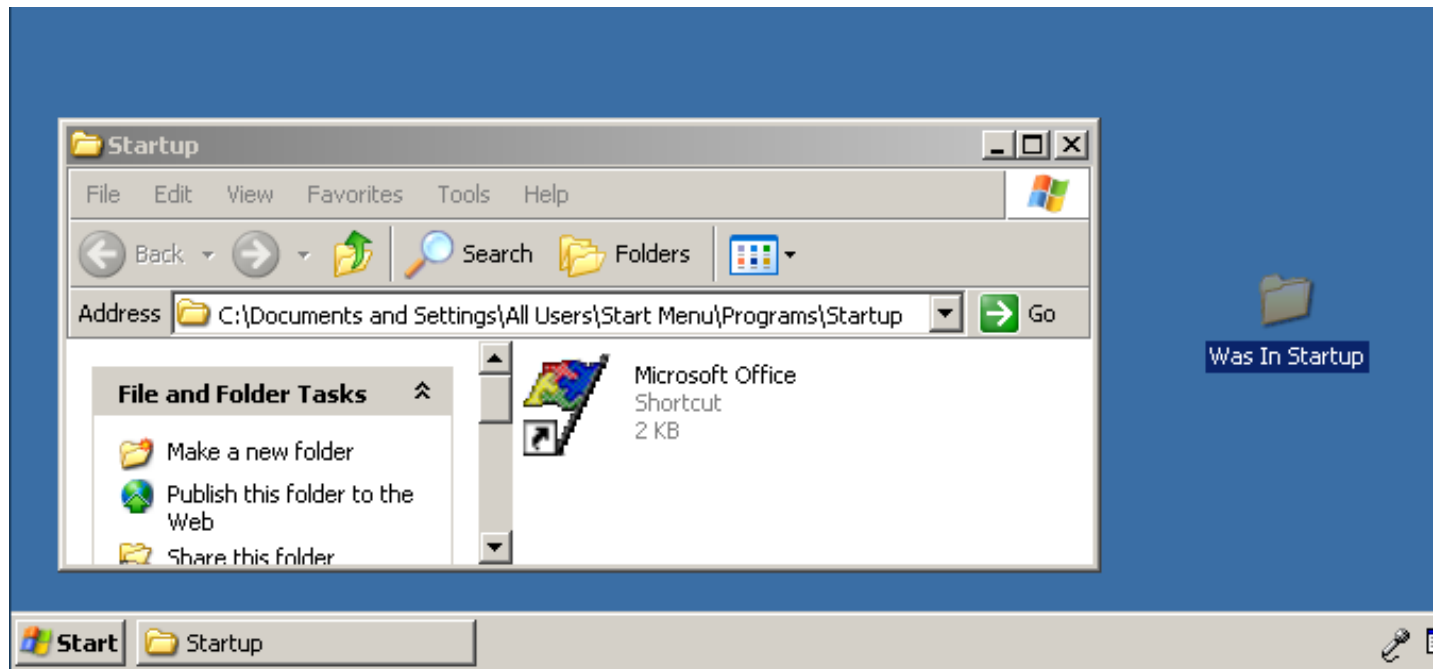 Startup
File Edit View Favorites Tools Help
Back Search Folders
Address C:\Documents and Settings\All Users\Start Menu\Programs\Startup Go
File and Folder Tasks
Make a new folder
Publish this folder to the
Web
Share this folder
Microsoft Office
Shortcut
2 KB
Was In Startup
Start Startup